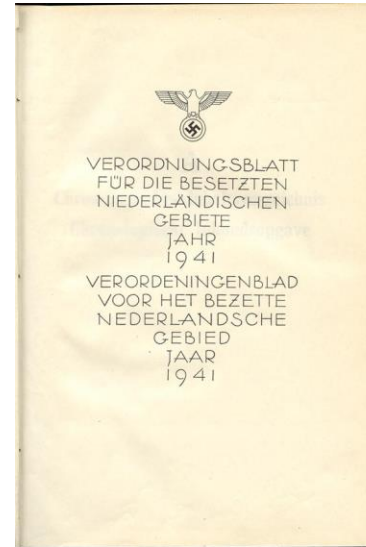 VERORDNUNGSBLATT
FÜR DIE BESETZTEN
NIEDERLÄNDISCHEN
GEBIETE
JAHR
1941
VERORDENINGENBLAD
VOOR HET BEZETTE
NEDERLANDSCHE
GEBIED
JAAR
1941